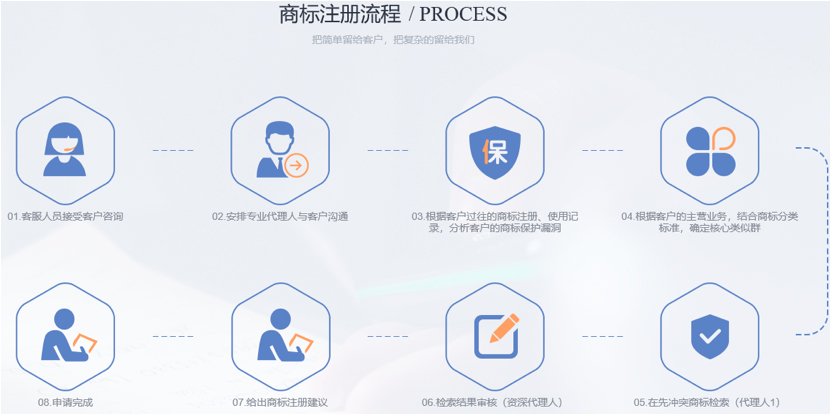 商标注册流程 / PROCESS
把简单留给客户，把复杂的留给我们
保
01.客服人员接受客户咨询
02.安排专业代理人与客户沟通
03.根据客户过往的商标注册、使用记
录，分析客户的商标保护漏洞
04.根据客户的主营业务，结合商标分类
标准，确定核心类似群
08.申请完成
07.给出商标注册建议
06.检索结果审核（资深代理人）
05.在先冲突商标检索（代理人1）